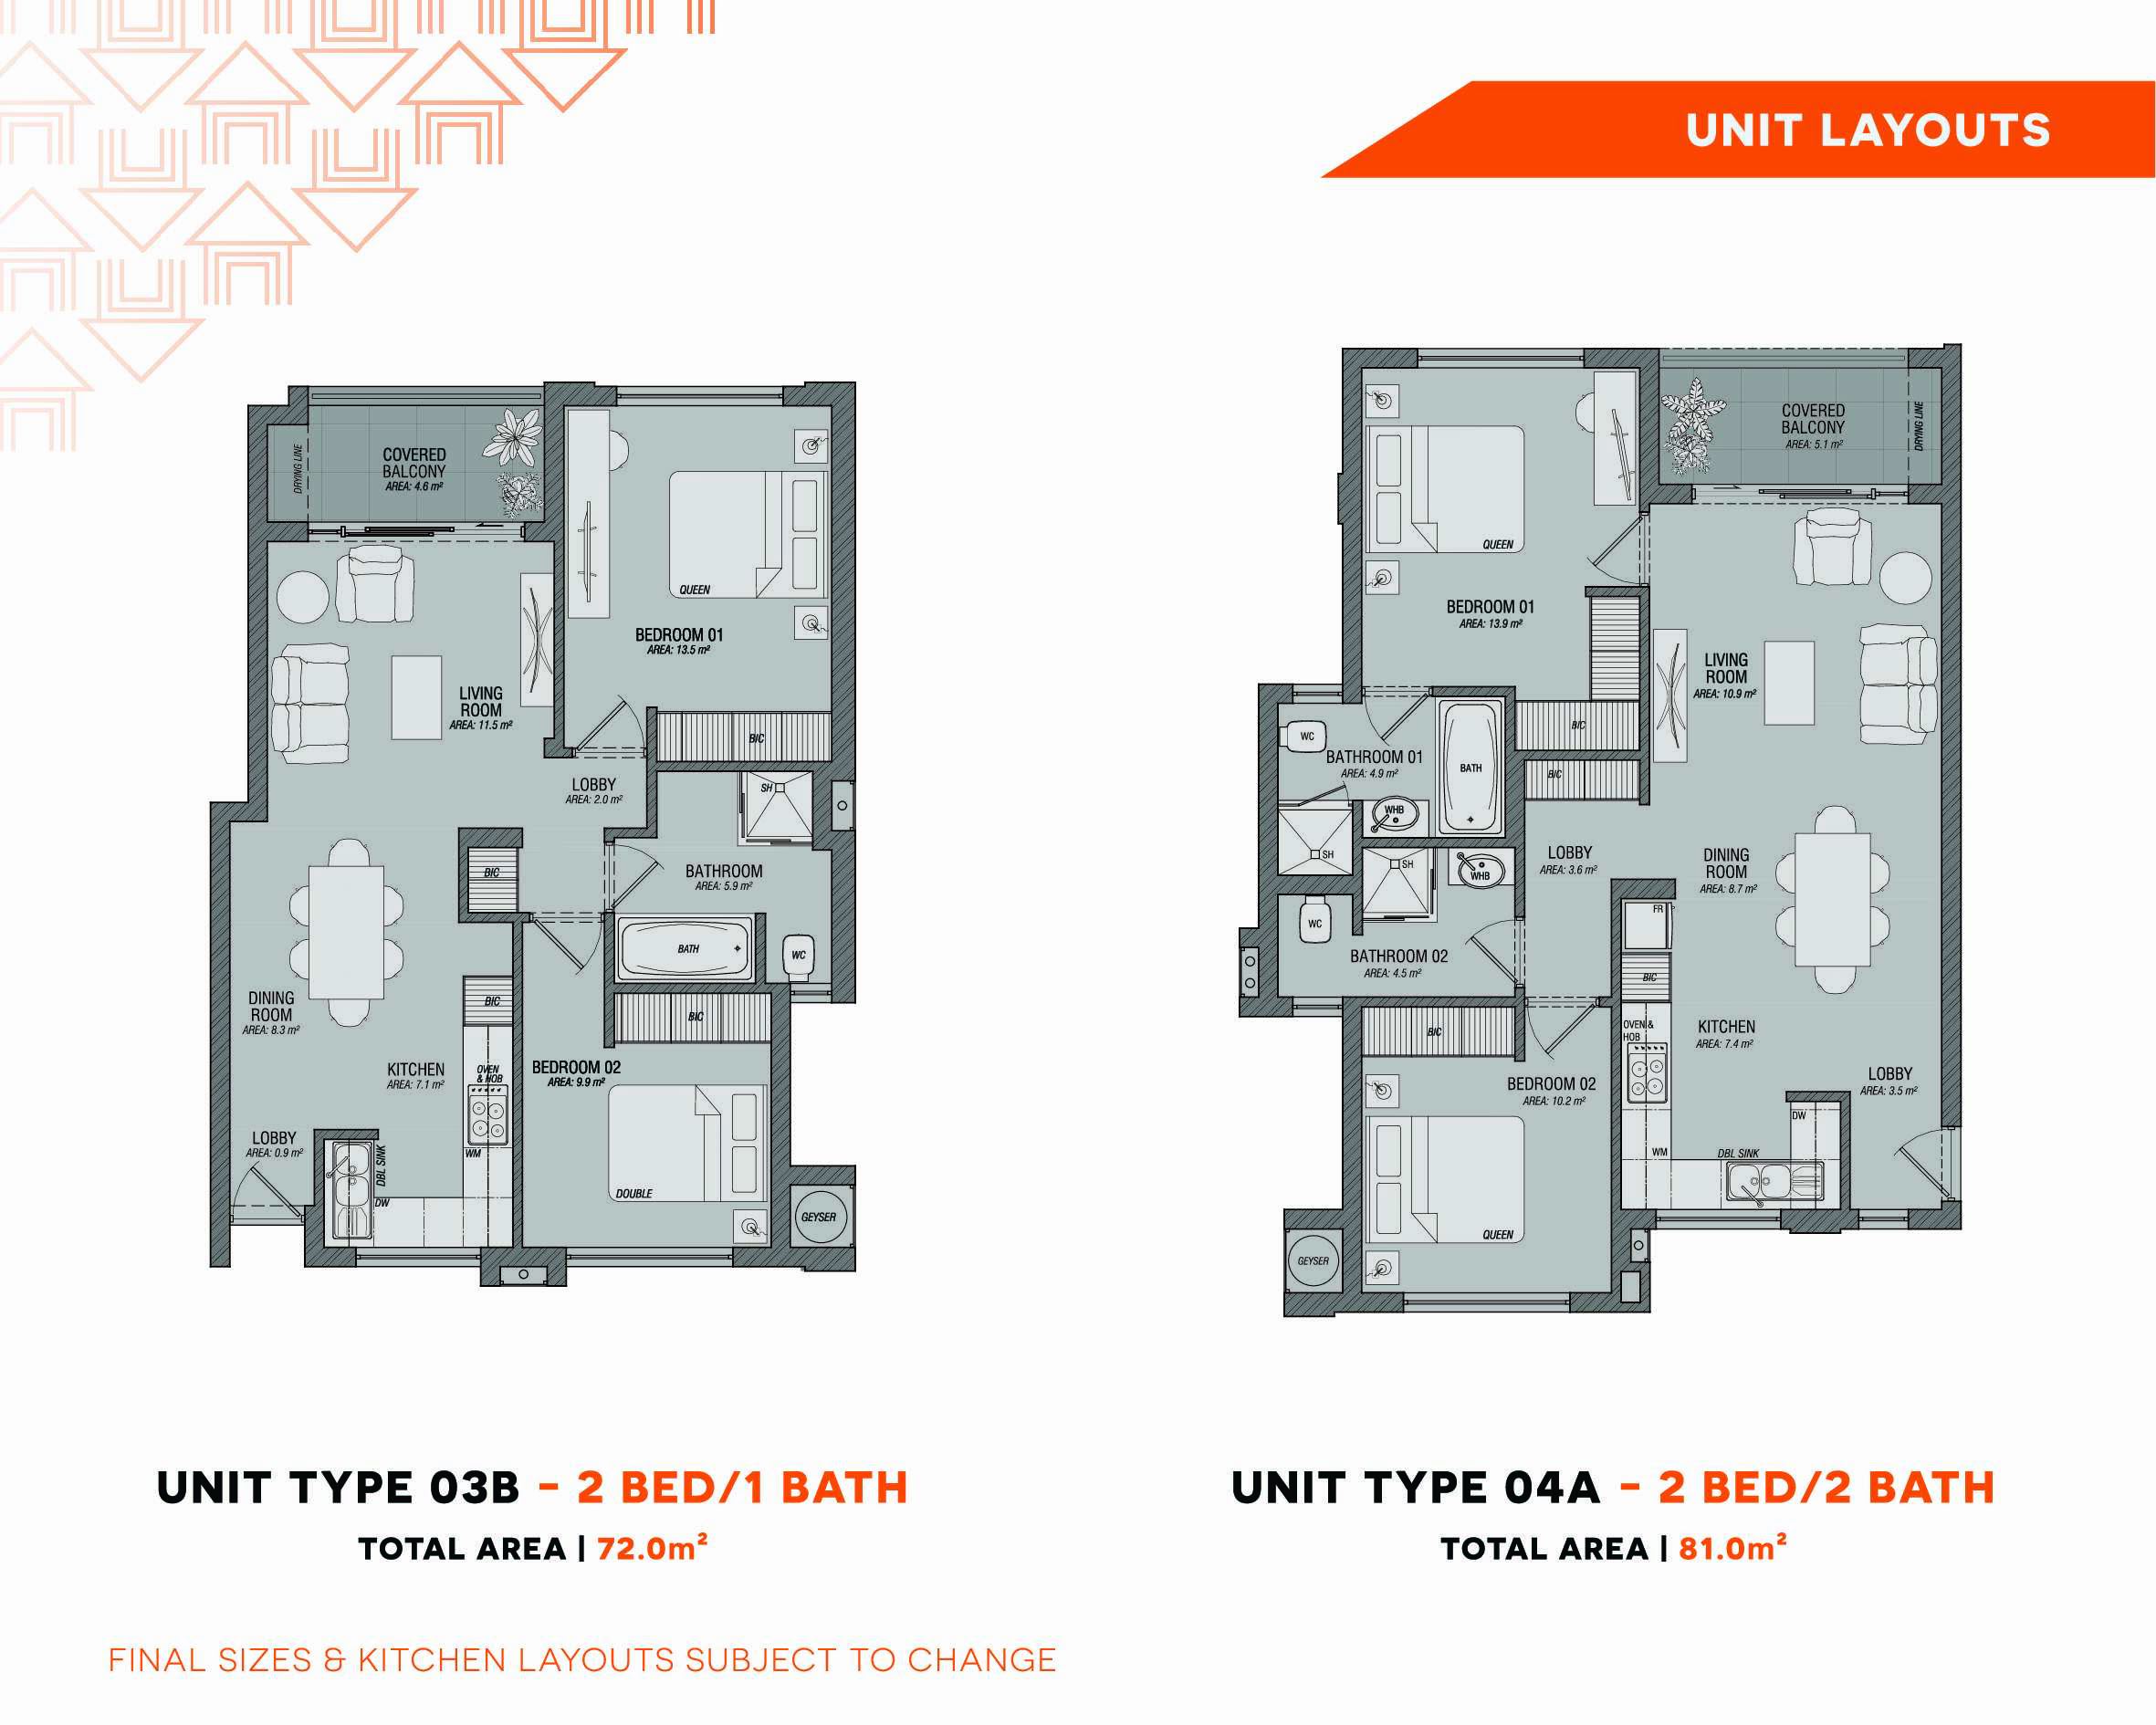 UNIT LAYOUTS
COVERED
BALCONY
AREA: 4.6 m²
DRYING LINE
QUEEN
BEDROOM 01
AREA: 13.5 m²
LIVING
ROOM
AREA: 11.5 m²
BIC
LOBBY
AREA: 2.0 m²
SH
BIC
BATHROOM
AREA: 5.9 m²
BATH
WC
DINING
ROOM
AREA: 8.3 m²
BIC
BIC
KITCHEN
AREA: 7.1 m²
OVEN
& HOB
BEDROOM 02
AREA: 9.9 m²
LOBBY
AREA: 0.9 m²
DBL SINK
WM
DW
DOUBLE
GEYSER
COVERED
BALCONY
AREA: 5.1 m²
DRYING LINE
QUEEN
BEDROOM 01
AREA: 13.9 m²
LIVING
ROOM
AREA: 10.9 m²
BIC
WC
BATHROOM 01
AREA: 4.9 m²
BATH
BIC
WHB
SH
SH
WHB
LOBBY
AREA: 3.6 m²
DINING
ROOM
AREA: 8.7 m²
FR
WC
BATHROOM 02
AREA: 4.5 m²
BIC
BIC
OVEN &
HOB
KITCHEN
AREA: 7.4 m²
BEDROOM 02
AREA: 10.2 m²
LOBBY
AREA: 3.5 m²
DW
WM
DBL SINK
QUEEN
GEYSER
UNIT TYPE 03B - 2 BED/1 BATH
TOTAL AREA | 72.0m²
UNIT TYPE 04A - 2 BED/2 BATH
TOTAL AREA | 81.0m²
FINAL SIZES & KITCHEN LAYOUTS SUBJECT TO CHANGE